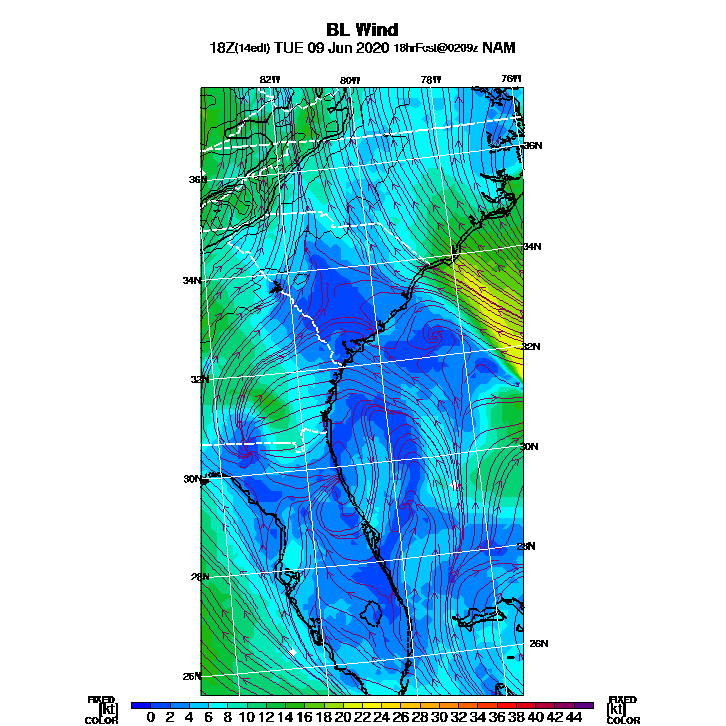 BL Wind
18Z(14edt) TUE 09 Jun 2020 18hrFcst@0209z NAM
82W 80W 78W 76W
36N
36N
34N
34N
32N
32N
30N
30N
28N
28N
26N
26N
FIXED FIXED
[kt] 0 2 4 6 8 10 12 14 16 18 20 22 24 26 28 30 32 34 36 38 40 42 44 [kt]
COLOR COLOR